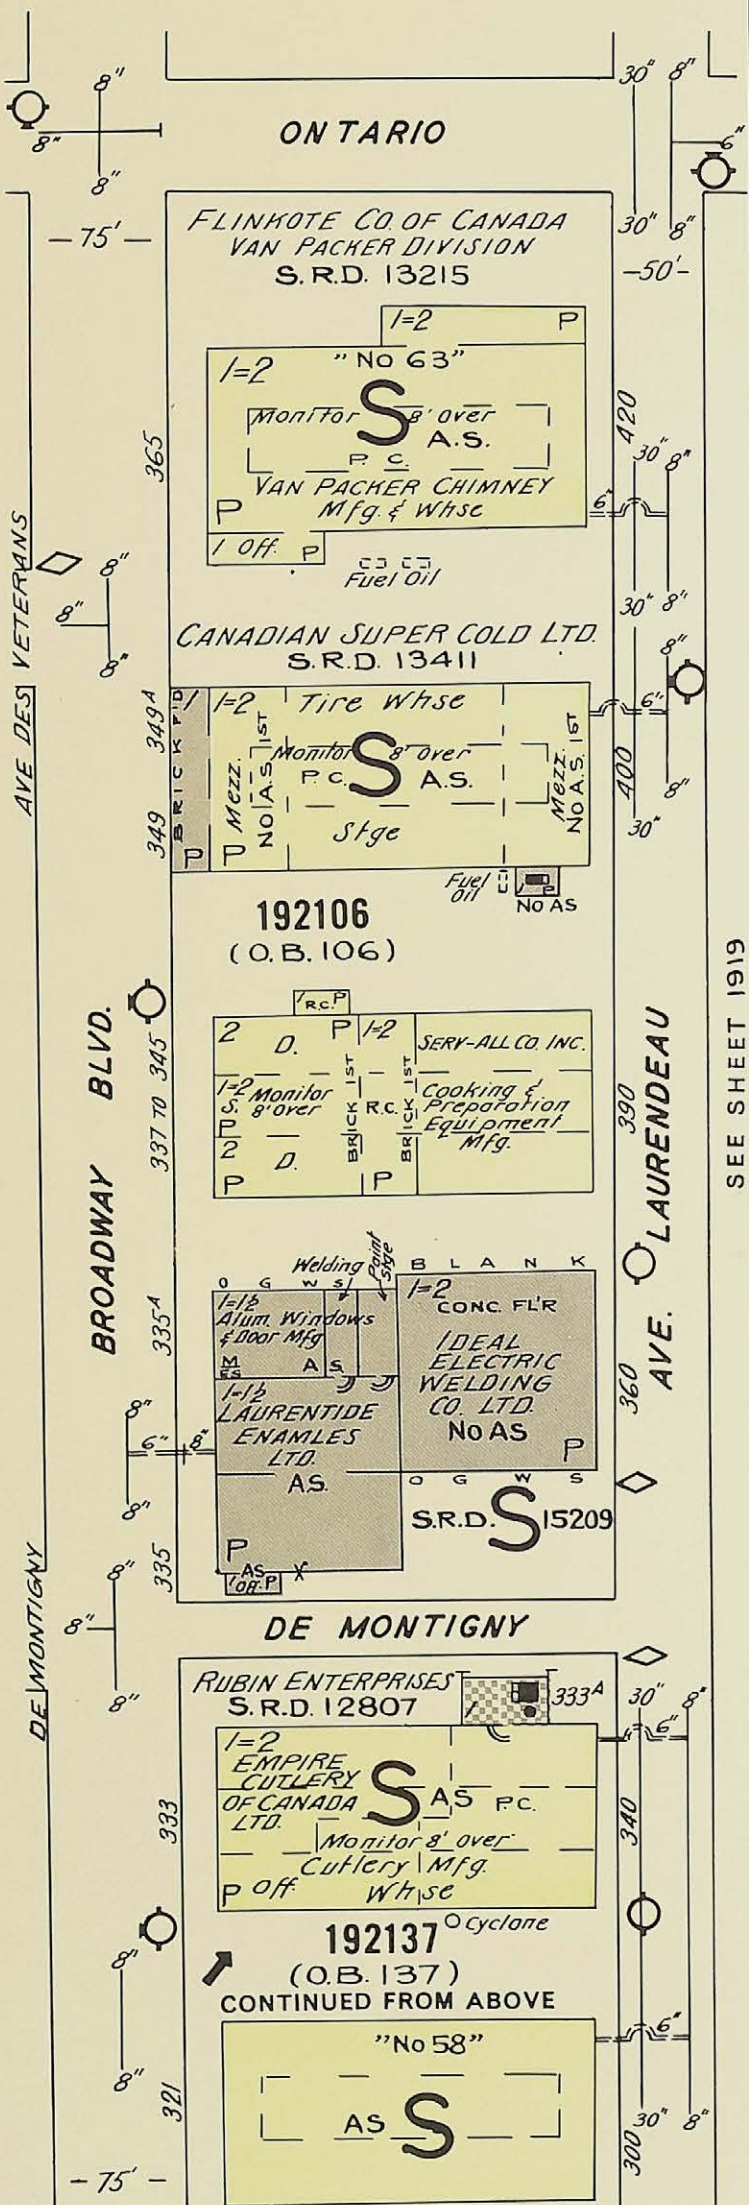 8" 8" 8"
30" 8" 6"
ONTARIO
30" 8"
—75'—
—50'—
FLINKOTE CO. OF CANADA
VAN PACKER DIVISION
S.R.D. 13215
1=2 P
1=2 "No 63"
S
Monitor 8' over
A.S.
P. C.
VAN PACKER CHIMNEY
Mfg. & Whse
P
1 Off. P
Fuel Oil
365
420
30" 8"
6"
30" 8"
AVE DES VETERANS
8"
8"
8"
CANADIAN SUPER COLD LTD.
S.R.D. 13411
349A
349
BRICK F'D
1
P
1=2
Tire Whse
Mezz.
NO A.S. 1ST
Monitor 8' over
S
P.C. A.S.
Stge
P
Mezz.
No A.S. 1ST
8"
6"
400
8"
30"
Fuel
Oil
No AS
192106
(O.B. 106)
BROADWAY BLVD.
337 TO 345
1 R.C. P
2 D. P
1=2
SERV-ALL CO. INC.
1=2
S.
Monitor
8' over
P
BRICK 1ST
R.C.
BRICK 1ST
Cooking &
Preparation
Equipment
Mfg.
2 D.
P
P
390
AVE. LAURENDEAU
SEE SHEET 1919
335A
O G W S
Welding
Paint
Stge
1=1½
Alum. Windows
& Door Mfg
M
ES
A S
1=1½
LAURENTIDE
ENAMLES
LTD.
A.S.
P
AS
1 Off. P
X
BLANK
1=2
CONC. FL'R
IDEAL
ELECTRIC
WELDING
CO. LTD.
No AS
P
O G W S
S.R.D. S 15209
360
8"
6" 8"
8"
335
DE MONTIGNY
DE MONTIGNY
8"
8"
8"
RUBIN ENTERPRISES
S.R.D. 12807
1
333A
30" 8"
6"
1=2
EMPIRE
CUTLERY
OF CANADA
LTD.
S
AS P.C.
Monitor 8' over
Cutlery Mfg.
P Off. Whse
333
340
Cyclone
192137
(O.B. 137)
CONTINUED FROM ABOVE
8"
8"
"No 58"
AS S
6"
321
30" 8"
300
—75'—